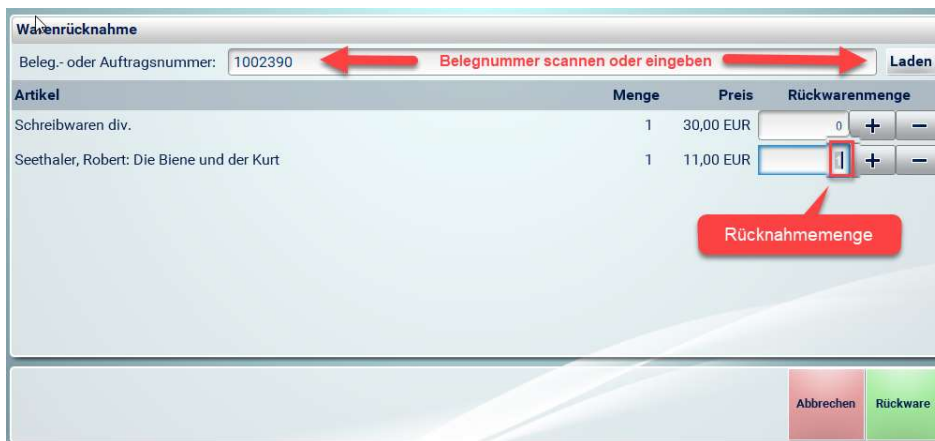 Warenrücknahme
Beleg.- oder Auftragsnummer: 1002390 Belegnummer scannen oder eingeben Laden
Artikel Menge Preis Rückwarenmenge
Schreibwaren div. 1 30,00 EUR 0 + −
Seethaler, Robert: Die Biene und der Kurt 1 11,00 EUR 1 + −
Rücknahmemenge
Abbrechen Rückware